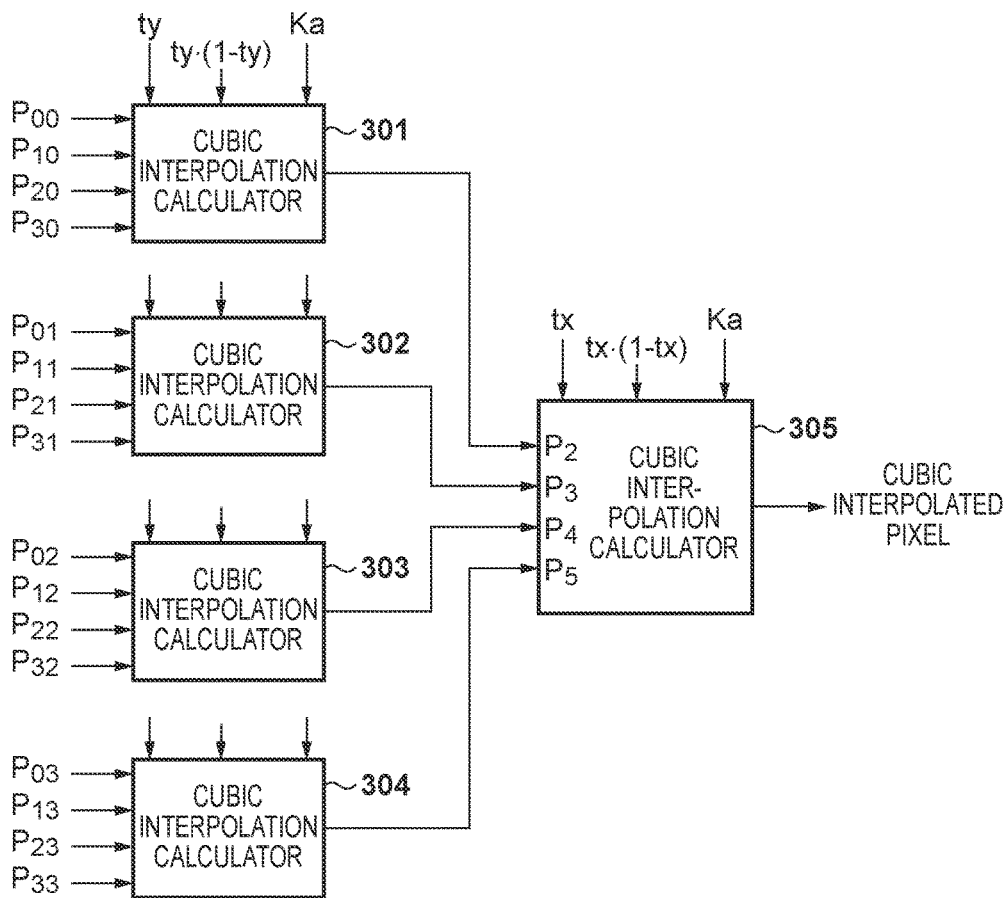 ty
ty·(1-ty)
Ka
P00
P10
P20
P30
CUBIC
INTERPOLATION
CALCULATOR
301
P01
P11
P21
P31
CUBIC
INTERPOLATION
CALCULATOR
302
P02
P12
P22
P32
CUBIC
INTERPOLATION
CALCULATOR
303
P03
P13
P23
P33
CUBIC
INTERPOLATION
CALCULATOR
304
tx
tx·(1-tx)
Ka
P2
P3
P4
P5
CUBIC
INTER-
POLATION
CALCULATOR
305
CUBIC
INTERPOLATED
PIXEL